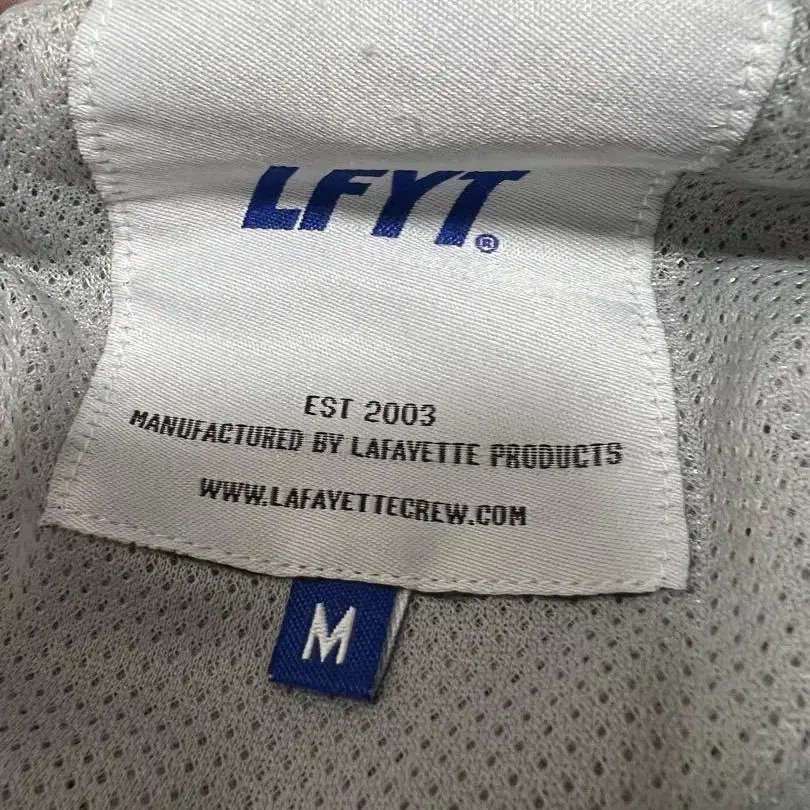 LFYT®
EST 2003
MANUFACTURED BY LAFAYETTE PRODUCTS
WWW.LAFAYETTECREW.COM
M